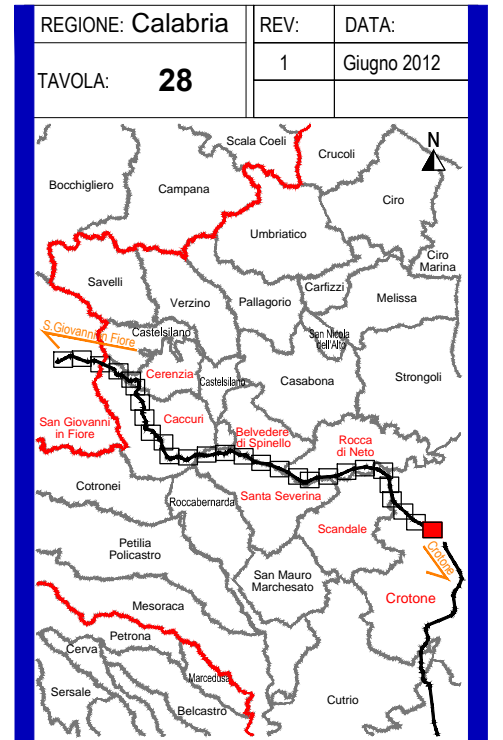 REGIONE: Calabria
REV:
DATA:
TAVOLA: 28
1
Giugno 2012
N
Scala Coeli
Crucoli
Bocchigliero
Campana
Ciro
Umbriatico
Ciro
Marina
Savelli
Carfizzi
Verzino
Pallagorio
Melissa
S.Giovanni in Fiore
Castelsilano
San Nicola
dell'Alto
Cerenzia
Castelsilano
Casabona
Strongoli
San Giovanni
in Fiore
Caccuri
Belvedere
di Spinello
Rocca
di Neto
Cotronei
Roccabernarda
Santa Severina
Scandale
Petilia
Policastro
Crotone
San Mauro
Marchesato
Crotone
Mesoraca
Petrona
Cerva
Marcedusa
Sersale
Belcastro
Cutrio